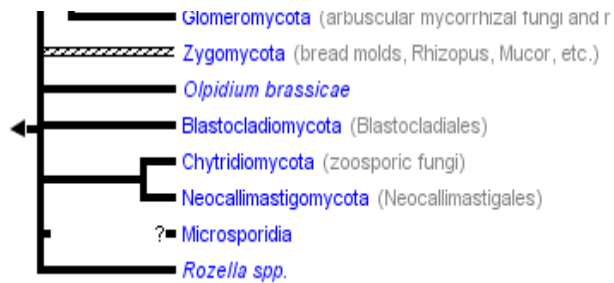 Glomeromycota (arbuscular mycorrhizal fungi and r
Zygomycota (bread molds, Rhizopus, Mucor, etc.)
Olpidium brassicae
Blastocladiomycota (Blastocladiales)
Chytridiomycota (zoosporic fungi)
Neocallimastigomycota (Neocallimastigales)
? Microsporidia
Rozella spp.